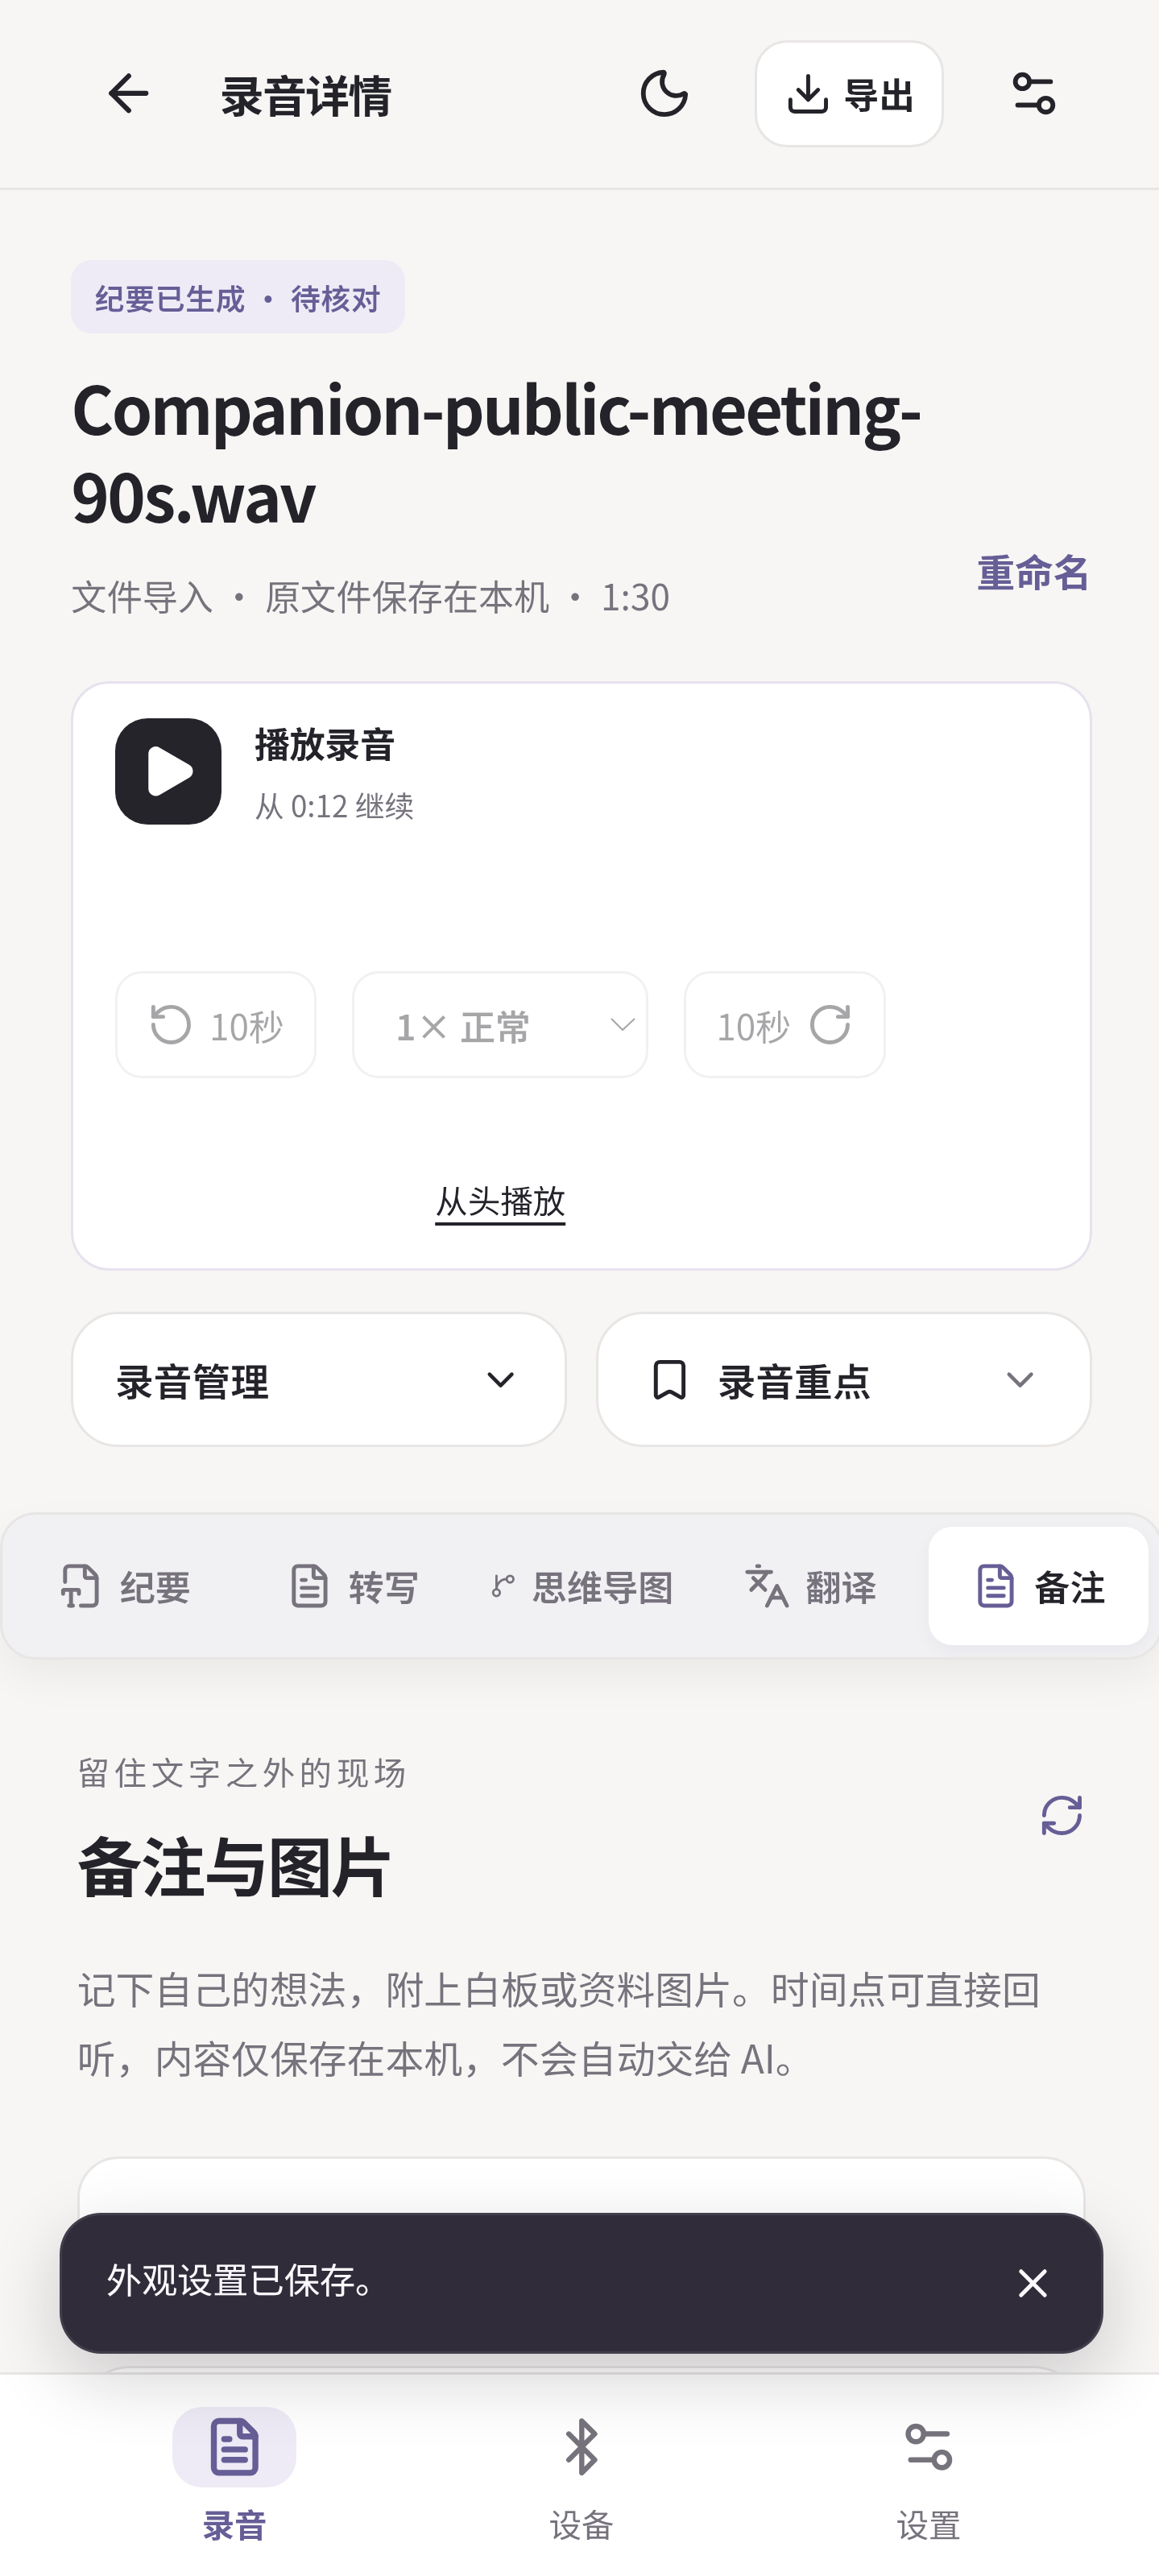 录音详情
导出
纪要已生成 · 待核对
Companion-public-meeting-
90s.wav
文件导入 · 原文件保存在本机 · 1:30
重命名
播放录音
从 0:12 继续
10秒
1× 正常
10秒
从头播放
录音管理
录音重点
纪要
转写
思维导图
翻译
备注
留住文字之外的现场
备注与图片
记下自己的想法，附上白板或资料图片。时间点可直接回
听，内容仅保存在本机，不会自动交给 AI。
外观设置已保存。
录音
设备
设置